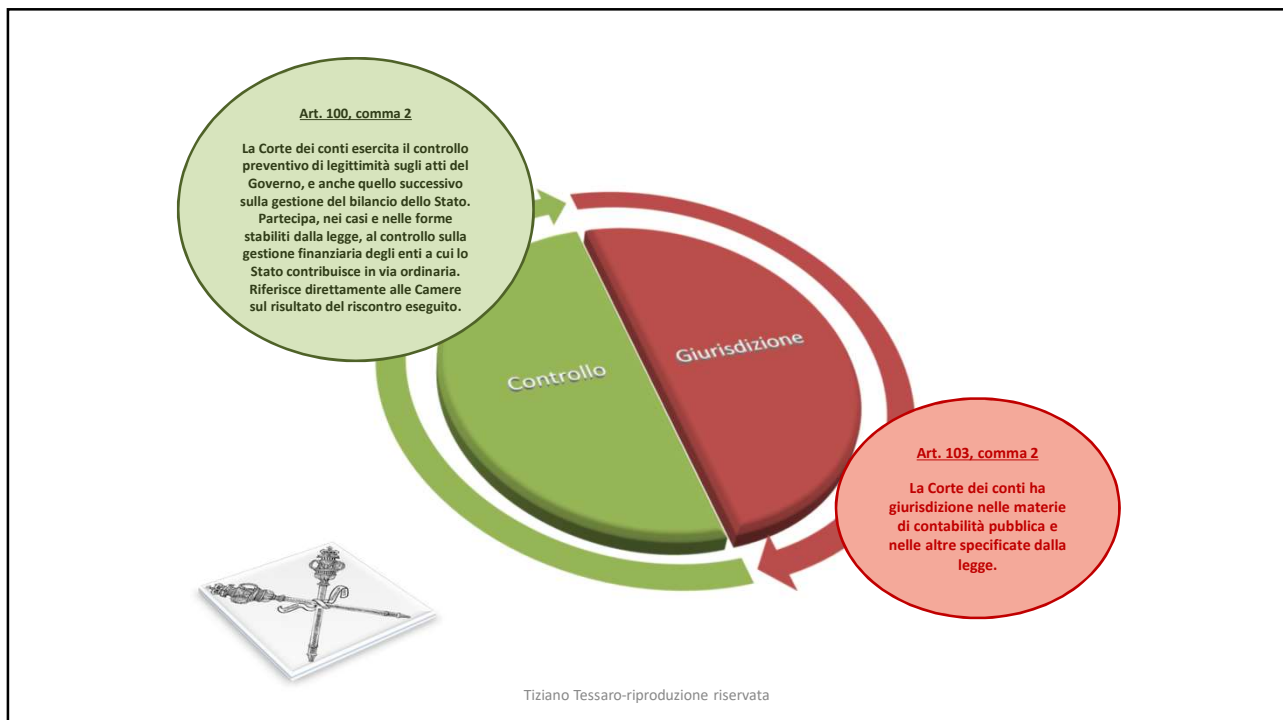 Art. 100, comma 2
La Corte dei conti esercita il controllo
preventivo di legittimità sugli atti del
Governo, e anche quello successivo
sulla gestione del bilancio dello Stato.
Partecipa, nei casi e nelle forme
stabiliti dalla legge, al controllo sulla
gestione finanziaria degli enti a cui lo
Stato contribuisce in via ordinaria.
Riferisce direttamente alle Camere
sul risultato del riscontro eseguito.
Controllo
Giurisdizione
Art. 103, comma 2
La Corte dei conti ha
giurisdizione nelle materie
di contabilità pubblica e
nelle altre specificate dalla
legge.
Tiziano Tessaro-riproduzione riservata